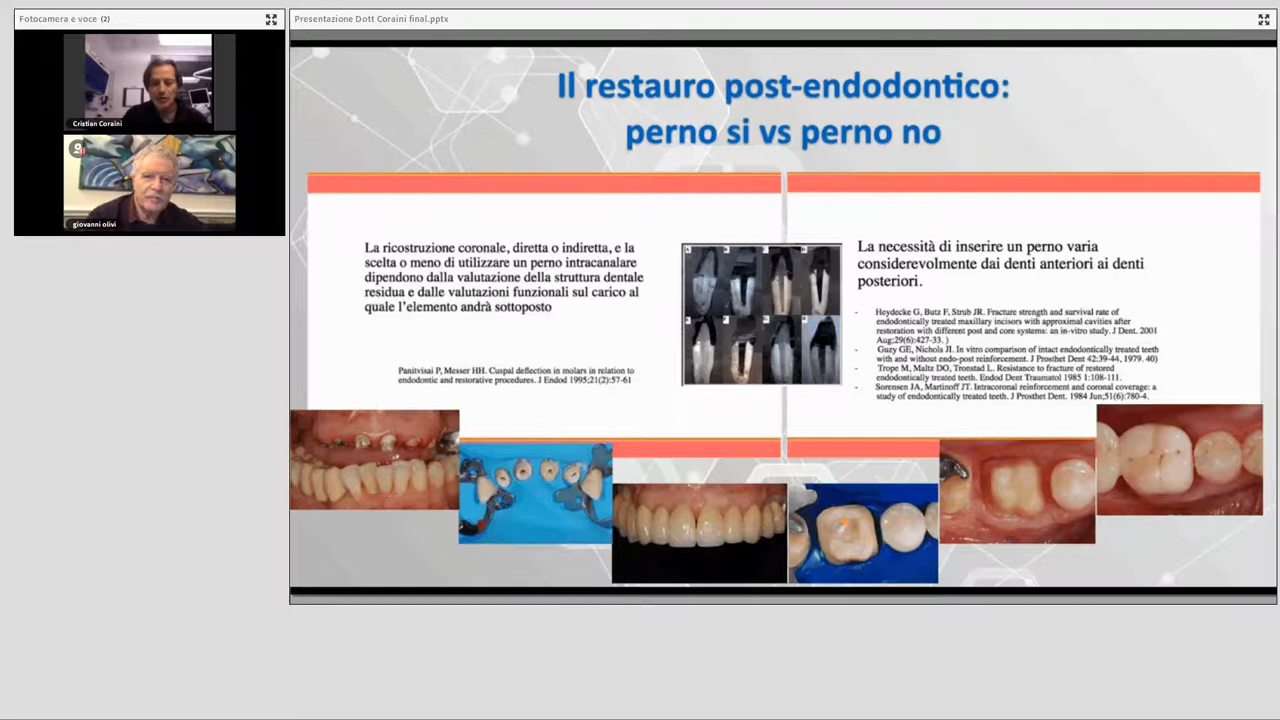 Fotocamera e voce (2)
Cristian Coraini
giovanni olivi
Presentazione Dott Coraini final.pptx
Il restauro post-endodontico:
perno si vs perno no
La ricostruzione coronale, diretta o indiretta, e la
scelta o meno di utilizzare un perno intracanalare
dipendono dalla valutazione della struttura dentale
residua e dalle valutazioni funzionali sul carico al
quale l'elemento andrà sottoposto
Panitvisai P, Messer HH. Cuspal deflection in molars in relation to
endodontic and restorative procedures. J Endod 1995;21(2):57-61
La necessità di inserire un perno varia
considerevolmente dai denti anteriori ai denti
posteriori.
- Heydecke G, Butz F, Strub JR. Fracture strength and survival rate of
endodontically treated maxillary incisors with approximal cavities after
restoration with different post and core systems: an in-vitro study. J Dent. 2001
Aug;29(6):427-33. )
- Guzy GE, Nichols JI. In vitro comparison of intact endodontically treated teeth
with and without endo-post reinforcement. J Prosthet Dent 42:39-44, 1979. 40)
- Trope M, Maltz DO, Tronstad L. Resistance to fracture of restored
endodontically treated teeth. Endod Dent Traumatol 1985 1:108-111.
- Sorensen JA, Martinoff JT. Intracoronal reinforcement and coronal coverage: a
study of endodontically treated teeth. J Prosthet Dent. 1984 Jun;51(6):780-4.